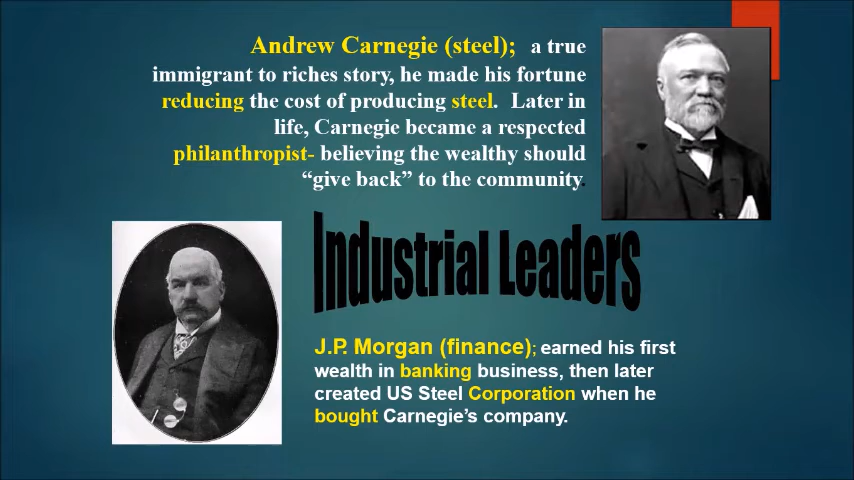 Andrew Carnegie (steel); a true
immigrant to riches story, he made his fortune
reducing the cost of producing steel. Later in
life, Carnegie became a respected
philanthropist- believing the wealthy should
“give back” to the community.
Industrial Leaders
J.P. Morgan (finance); earned his first
wealth in banking business, then later
created US Steel Corporation when he
bought Carnegie’s company.